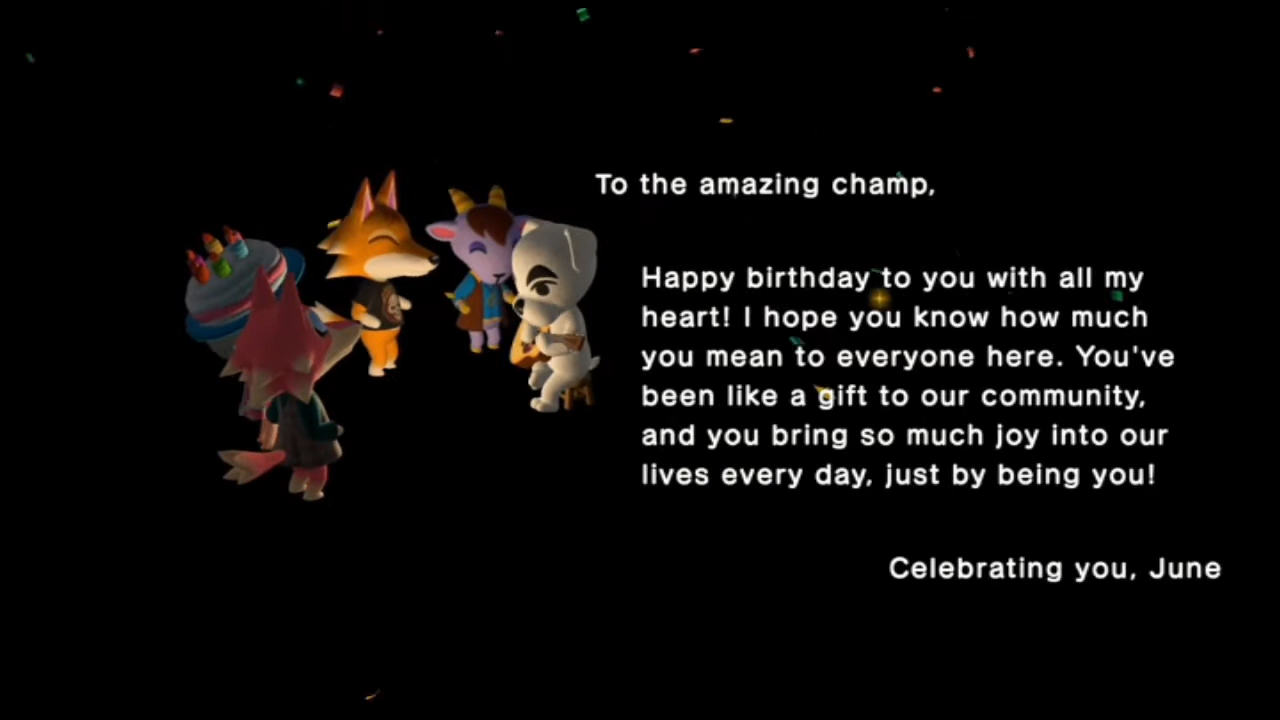 To the amazing champ,
Happy birthday to you with all my
heart! I hope you know how much
you mean to everyone here. You've
been like a gift to our community,
and you bring so much joy into our
lives every day, just by being you!
Celebrating you, June